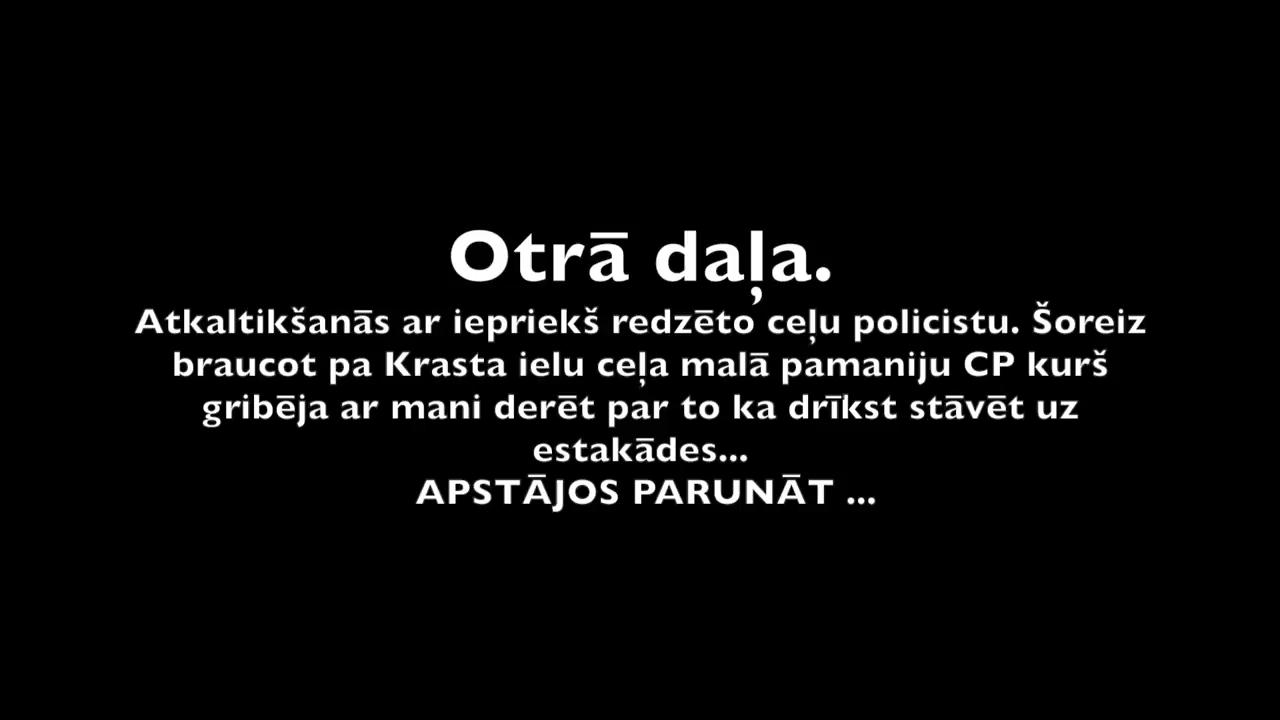 Otrā daļa.
Atkaltikšanās ar iepriekš redzēto ceļu policistu. Šoreiz
braucot pa Krasta ielu ceļa malā pamaniju CP kurš
gribēja ar mani derēt par to ka drīkst stāvēt uz
estakādes...
APSTĀJOS PARUNĀT ...